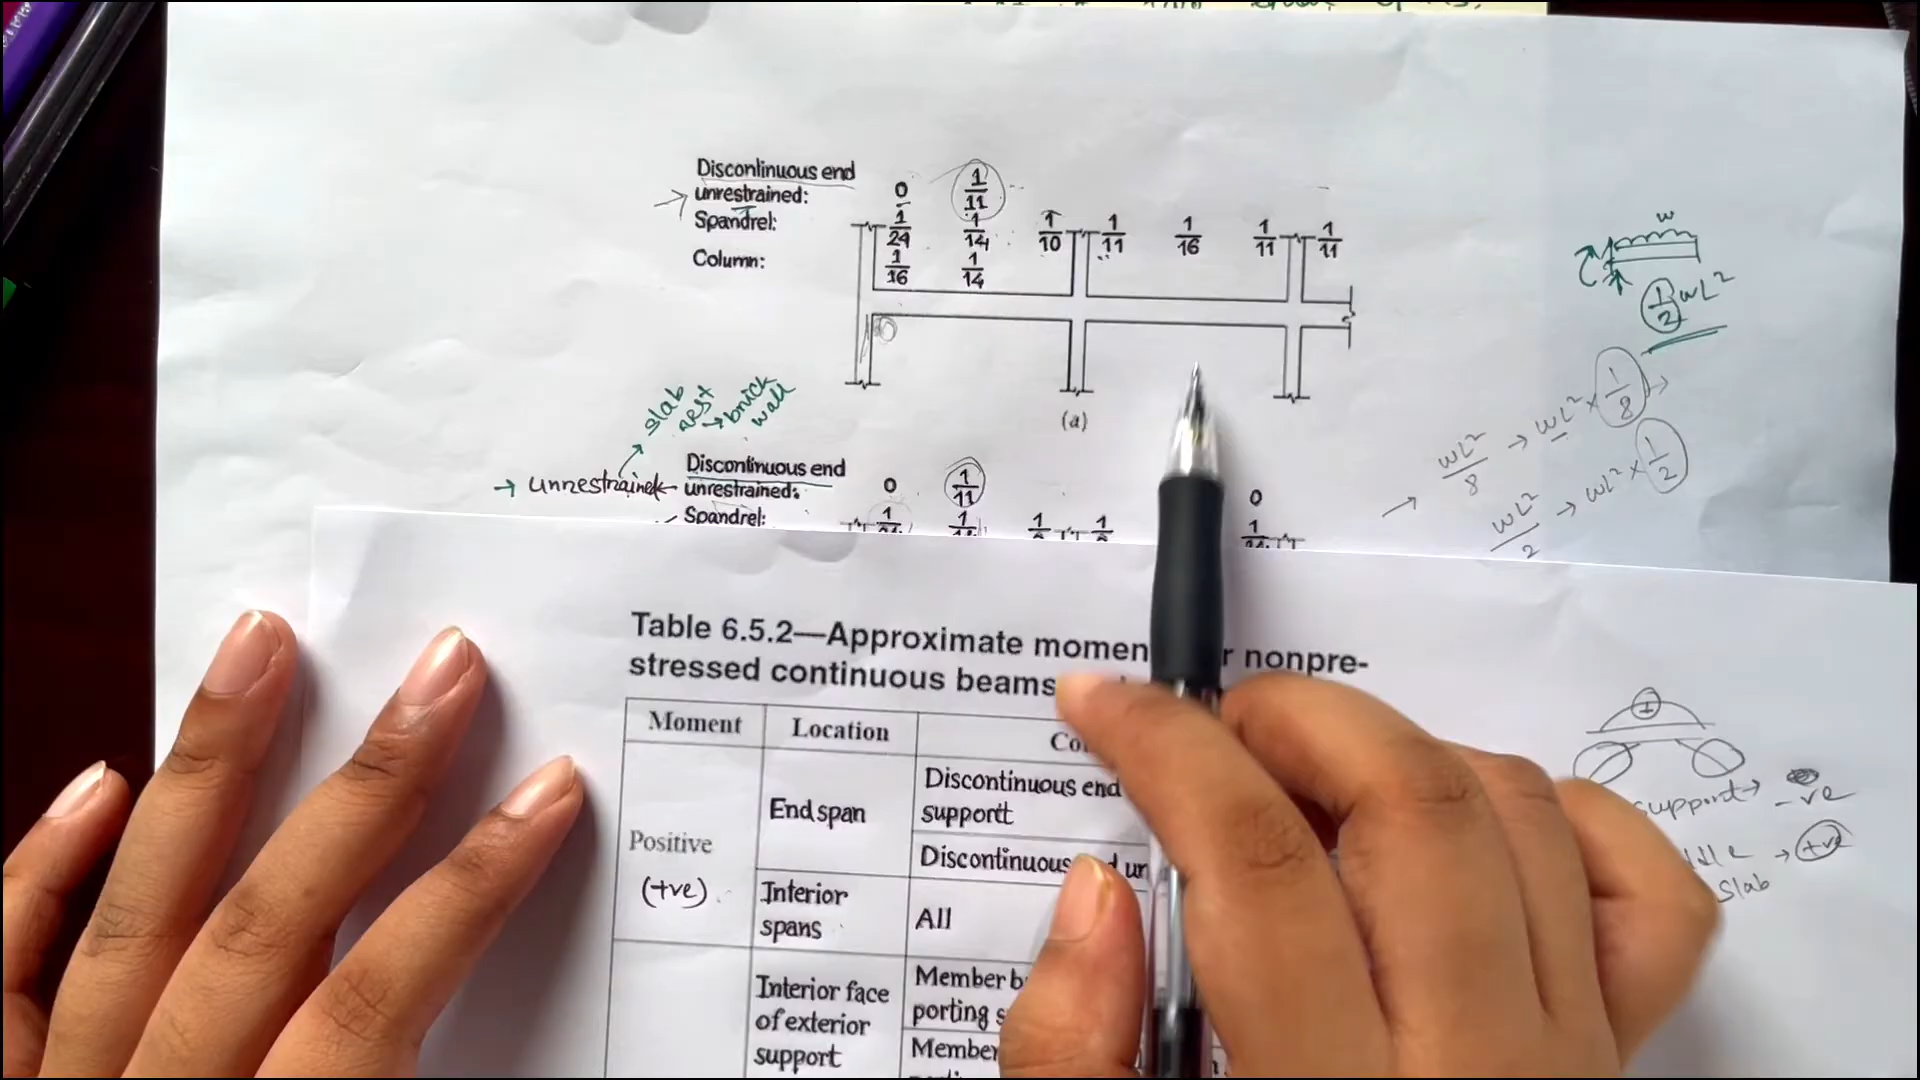 Discontinuous end
unrestrained: 0 1/11
Spandrel: 1/24 1/14 1/10 1/11 1/16 1/11 1/11
Column: 1/16 1/14
(a)
w
1/2 wL²
wL²/8 → wL² × 1/8 →
wL²/2 → wL² × 1/2
slab
rest
→ brick
wall
Discontinuous end
→ unrestrained unrestrained: 0 1/11 0
Spandrel:
Table 6.5.2—Approximate momen r nonpre-
stressed continuous beams
Moment Location
Positive
(+ve)
End span
Discontinuous end
supportt
Discontinuous
Interior
spans
All
Interior face
of exterior
support
Member b
porting s
Member
+
support → -ve
→ +ve
slab